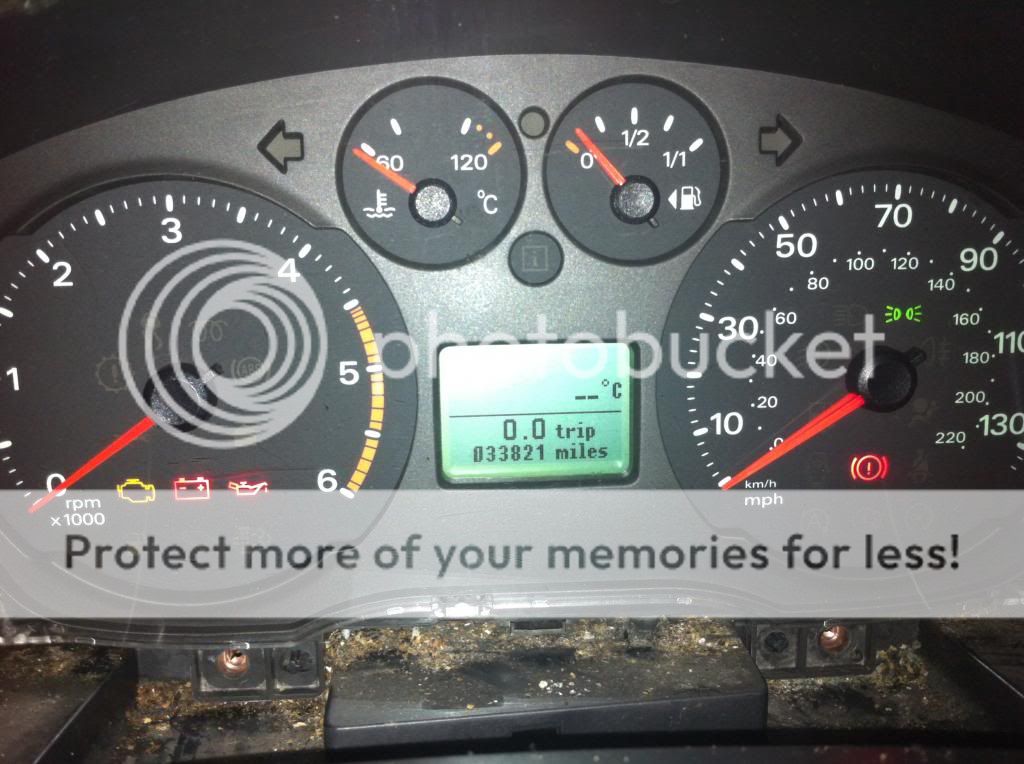 60 120
°C
0 1/2 1/1
0 1 2 3 4 5 6
rpm
x1000
10 30 50 70 90 110 130
0 20 40 60 80 100 120 140 160 180 200 220
km/h
mph
ABS
i
--°C
0.0 trip
033821 miles
photobucket
Protect more of your memories for less!